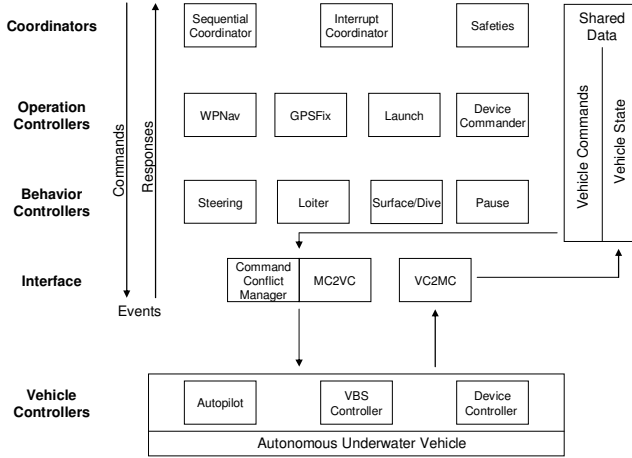 Coordinators
Sequential
Coordinator
Interrupt
Coordinator
Safeties
Shared
Data
Operation
Controllers
WPNav
GPSFix
Launch
Device
Commander
Commands
Responses
Vehicle Commands
Vehicle State
Behavior
Controllers
Steering
Loiter
Surface/Dive
Pause
Interface
Command
Conflict
Manager
MC2VC
VC2MC
Events
Vehicle
Controllers
Autopilot
VBS
Controller
Device
Controller
Autonomous Underwater Vehicle